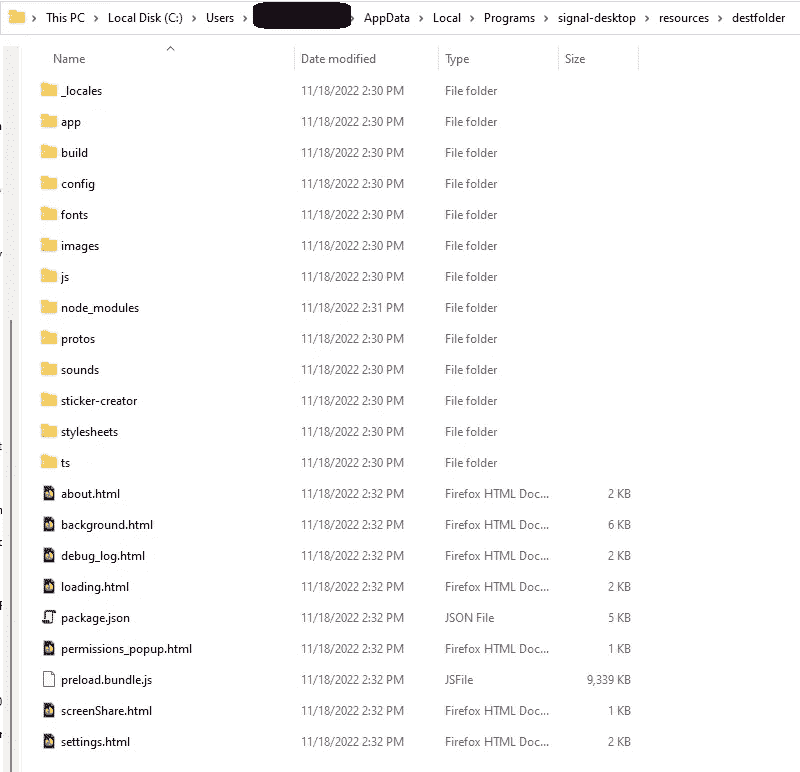 This PC > Local Disk (C:) > Users > > AppData > Local > Programs > signal-desktop > resources > destfolder
Name Date modified Type Size
_locales 11/18/2022 2:30 PM File folder
app 11/18/2022 2:30 PM File folder
build 11/18/2022 2:30 PM File folder
config 11/18/2022 2:30 PM File folder
fonts 11/18/2022 2:30 PM File folder
images 11/18/2022 2:30 PM File folder
js 11/18/2022 2:30 PM File folder
node_modules 11/18/2022 2:31 PM File folder
protos 11/18/2022 2:30 PM File folder
sounds 11/18/2022 2:30 PM File folder
sticker-creator 11/18/2022 2:30 PM File folder
stylesheets 11/18/2022 2:30 PM File folder
ts 11/18/2022 2:30 PM File folder
about.html 11/18/2022 2:32 PM Firefox HTML Doc... 2 KB
background.html 11/18/2022 2:32 PM Firefox HTML Doc... 6 KB
debug_log.html 11/18/2022 2:32 PM Firefox HTML Doc... 2 KB
loading.html 11/18/2022 2:32 PM Firefox HTML Doc... 2 KB
package.json 11/18/2022 2:32 PM JSON File 5 KB
permissions_popup.html 11/18/2022 2:32 PM Firefox HTML Doc... 1 KB
preload.bundle.js 11/18/2022 2:32 PM JSFile 9,339 KB
screenShare.html 11/18/2022 2:32 PM Firefox HTML Doc... 1 KB
settings.html 11/18/2022 2:32 PM Firefox HTML Doc... 2 KB